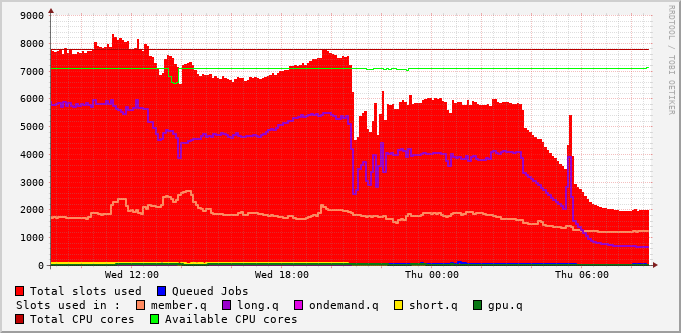 9000
8000
7000
6000
5000
4000
3000
2000
1000
0
Wed 12:00 Wed 18:00 Thu 00:00 Thu 06:00
RRDTOOL / TOBI OETIKER
Total slots used Queued Jobs
Slots used in : member.q long.q ondemand.q short.q gpu.q
Total CPU cores Available CPU cores